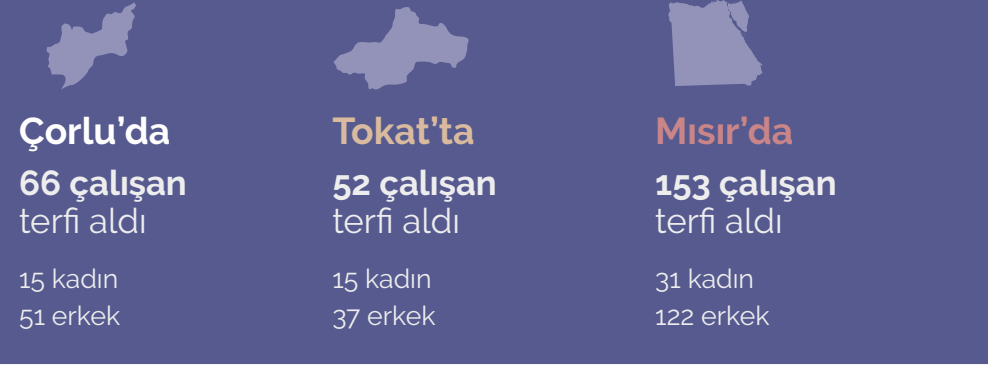 Çorlu’da
66 çalışan
terfi aldı
15 kadın
51 erkek
Tokat’ta
52 çalışan
terfi aldı
15 kadın
37 erkek
Mısır’da
153 çalışan
terfi aldı
31 kadın
122 erkek